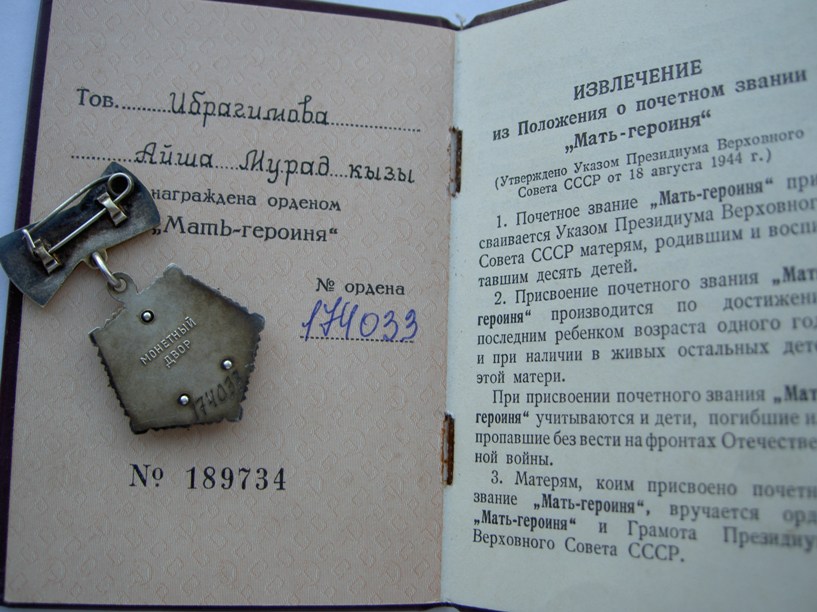 Тов. Ибрагимова
Айша Мурад кызы
награждена орденом
„Мать-героиня“
№ ордена
174033
МОНЕТНЫЙ
ДВОР
17403
№ 189734
ИЗВЛЕЧЕНИЕ
из Положения о почетном звании
„Мать-героиня“
(Утверждено Указом Президиума Верховного
Совета СССР от 18 августа 1944 г.)
1. Почетное звание „Мать-героиня“ при-
сваивается Указом Президиума Верховного
Совета СССР матерям, родившим и воспи-
тавшим десять детей.
2. Присвоение почетного звания „Мать-
героиня“ производится по достижени
последним ребенком возраста одного год
и при наличии в живых остальных дете
этой матери.
При присвоении почетного звания „Мат
героиня“ учитываются и дети, погибшие и
пропавшие без вести на фронтах Отечестве
ной войны.
3. Матерям, коим присвоено почетн
звание „Мать-героиня“, вручается орд
„Мать-героиня“ и Грамота Президиу
Верховного Совета СССР.